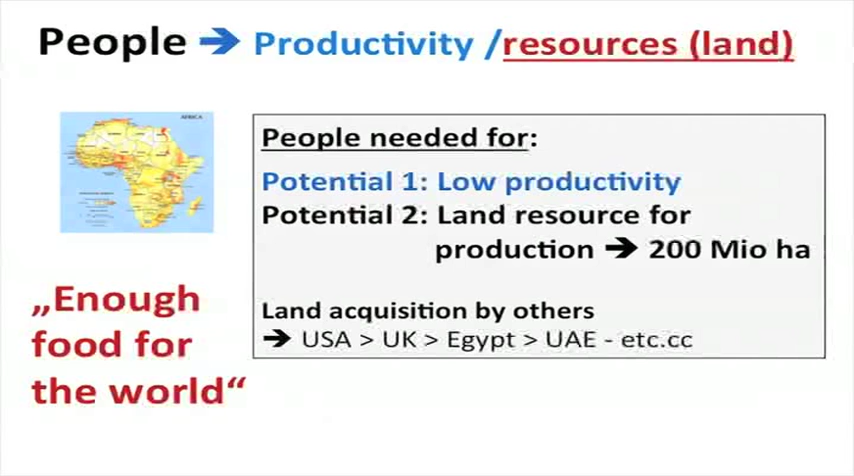 People ➔ Productivity /resources (land)
AFRICA
People needed for:
Potential 1: Low productivity
Potential 2: Land resource for
production ➔ 200 Mio ha
Land acquisition by others
➔ USA > UK > Egypt > UAE - etc.cc
„Enough
food for
the world“